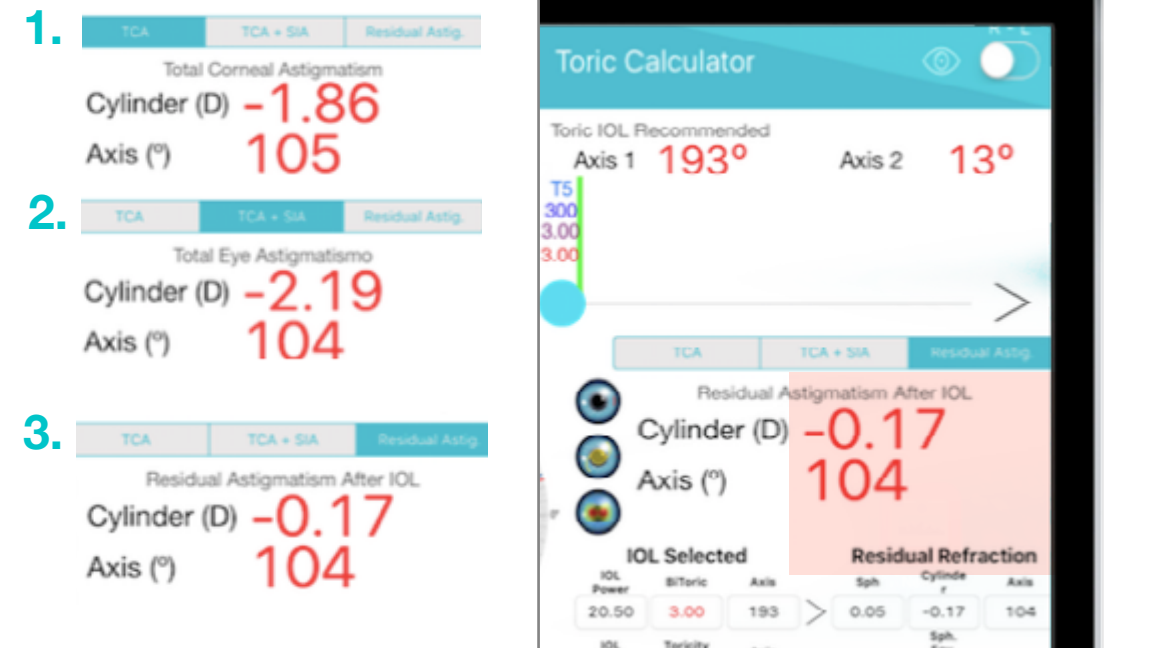 1.
TCA TCA + SIA Residual Astig.
Total Corneal Astigmatism
Cylinder (D) -1.86
Axis (º) 105
2.
TCA TCA + SIA Residual Astig.
Total Eye Astigmatismo
Cylinder (D) -2.19
Axis (º) 104
3.
TCA TCA + SIA Residual Astig.
Residual Astigmatism After IOL
Cylinder (D) -0.17
Axis (º) 104
R - L
Toric Calculator
Toric IOL Recommended
Axis 1 193º Axis 2 13º
T5
300
3.00
3.00
TCA TCA + SIA Residual Astig.
Residual Astigmatism After IOL
Cylinder (D) -0.17
Axis (º) 104
0°
IOL Selected Residual Refraction
IOL Power BiToric Axis Sph Cylinder Axis
20.50 3.00 193 > 0.05 -0.17 104
IOL Toricity Sph.